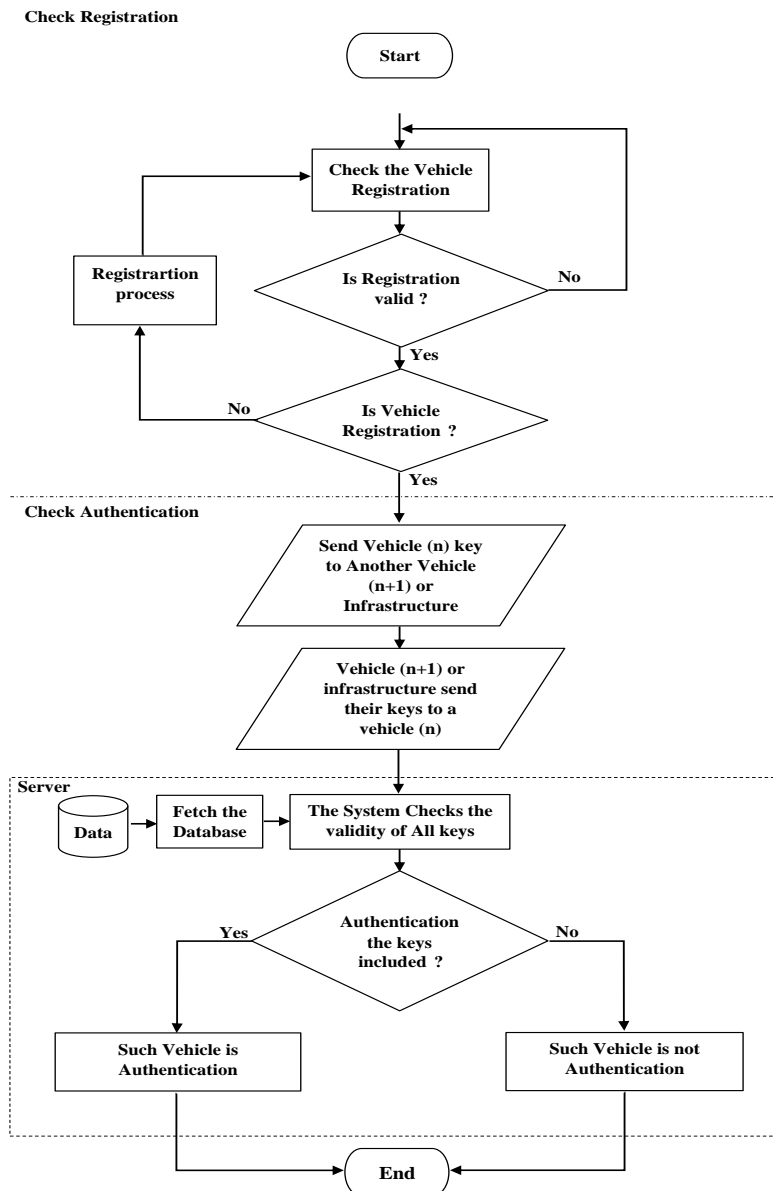 Check Registration
Start
Check the Vehicle
Registration
Registrartion
process
Is Registration
valid ?
No
Yes
No
Is Vehicle
Registration ?
Yes
Check Authentication
Send Vehicle (n) key
to Another Vehicle
(n+1) or
Infrastructure
Vehicle (n+1) or
infrastructure send
their keys to a
vehicle (n)
Server
Data
Fetch the
Database
The System Checks the
validity of All keys
Yes
Authentication
the keys
included ?
No
Such Vehicle is
Authentication
Such Vehicle is not
Authentication
End